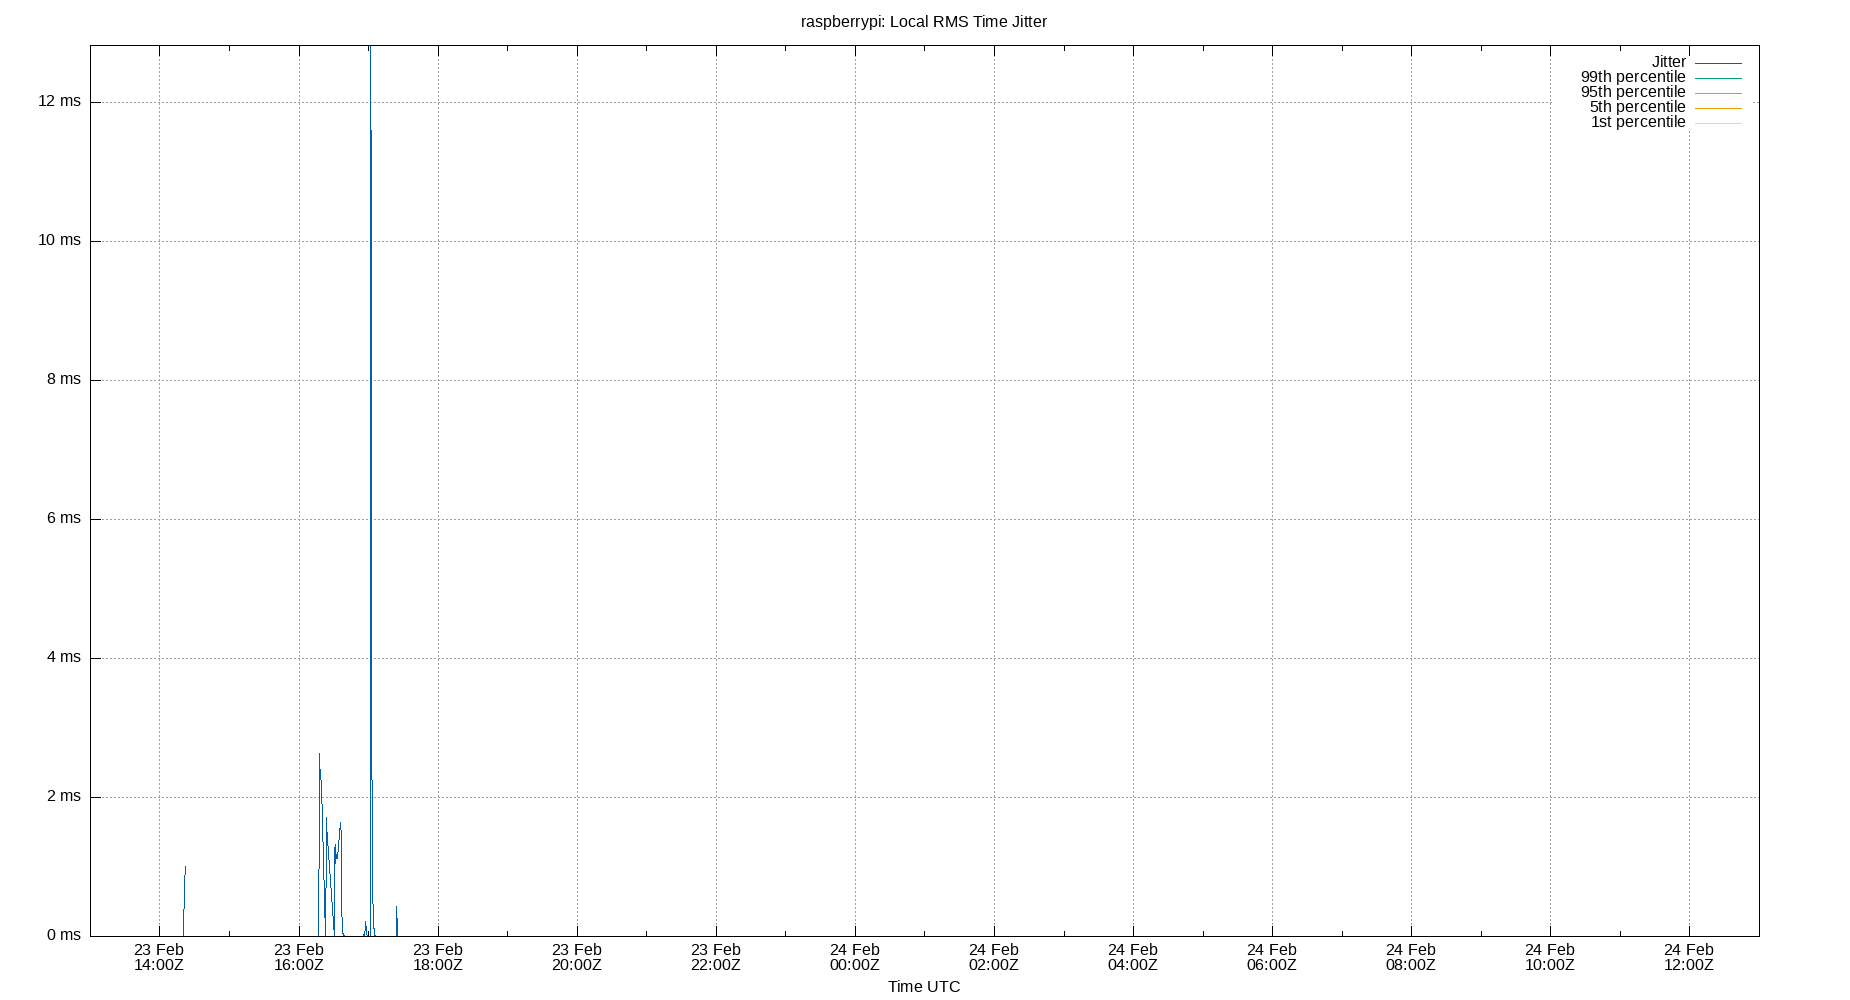 raspberrypi: Local RMS Time Jitter
Jitter
99th percentile
95th percentile
5th percentile
1st percentile
12 ms
10 ms
8 ms
6 ms
4 ms
2 ms
0 ms
23 Feb 23 Feb 23 Feb 23 Feb 23 Feb 24 Feb 24 Feb 24 Feb 24 Feb 24 Feb 24 Feb 24 Feb
14:00Z 16:00Z 18:00Z 20:00Z 22:00Z 00:00Z 02:00Z 04:00Z 06:00Z 08:00Z 10:00Z 12:00Z
Time UTC